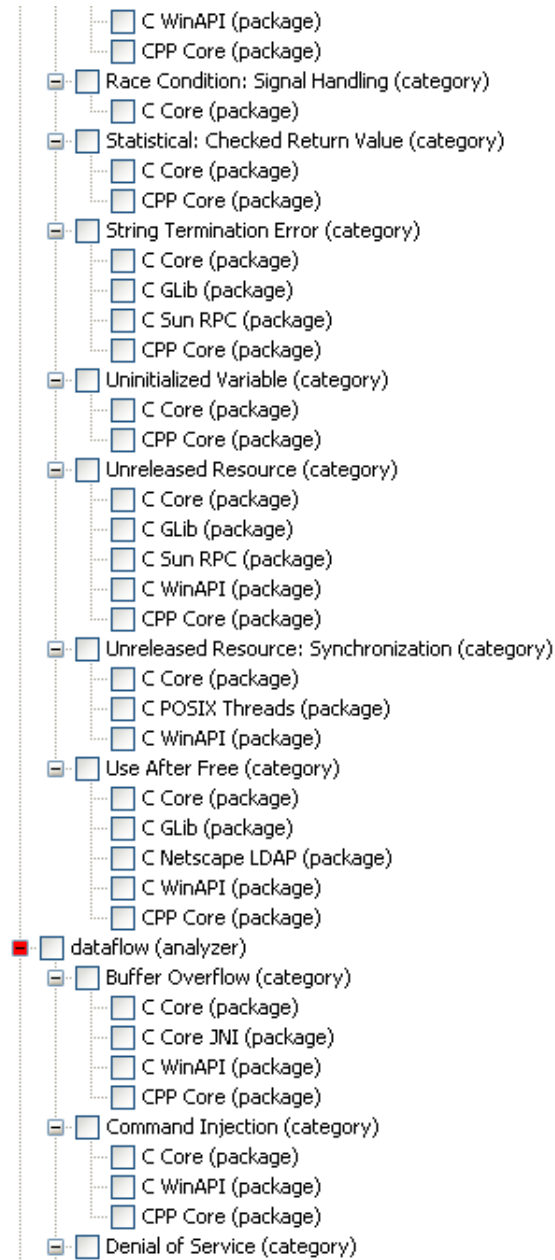 C WinAPI (package)
CPP Core (package)
Race Condition: Signal Handling (category)
C Core (package)
Statistical: Checked Return Value (category)
C Core (package)
CPP Core (package)
String Termination Error (category)
C Core (package)
C GLib (package)
C Sun RPC (package)
CPP Core (package)
Uninitialized Variable (category)
C Core (package)
CPP Core (package)
Unreleased Resource (category)
C Core (package)
C GLib (package)
C Sun RPC (package)
C WinAPI (package)
CPP Core (package)
Unreleased Resource: Synchronization (category)
C Core (package)
C POSIX Threads (package)
C WinAPI (package)
Use After Free (category)
C Core (package)
C GLib (package)
C Netscape LDAP (package)
C WinAPI (package)
CPP Core (package)
dataflow (analyzer)
Buffer Overflow (category)
C Core (package)
C Core JNI (package)
C WinAPI (package)
CPP Core (package)
Command Injection (category)
C Core (package)
C WinAPI (package)
CPP Core (package)
Denial of Service (category)